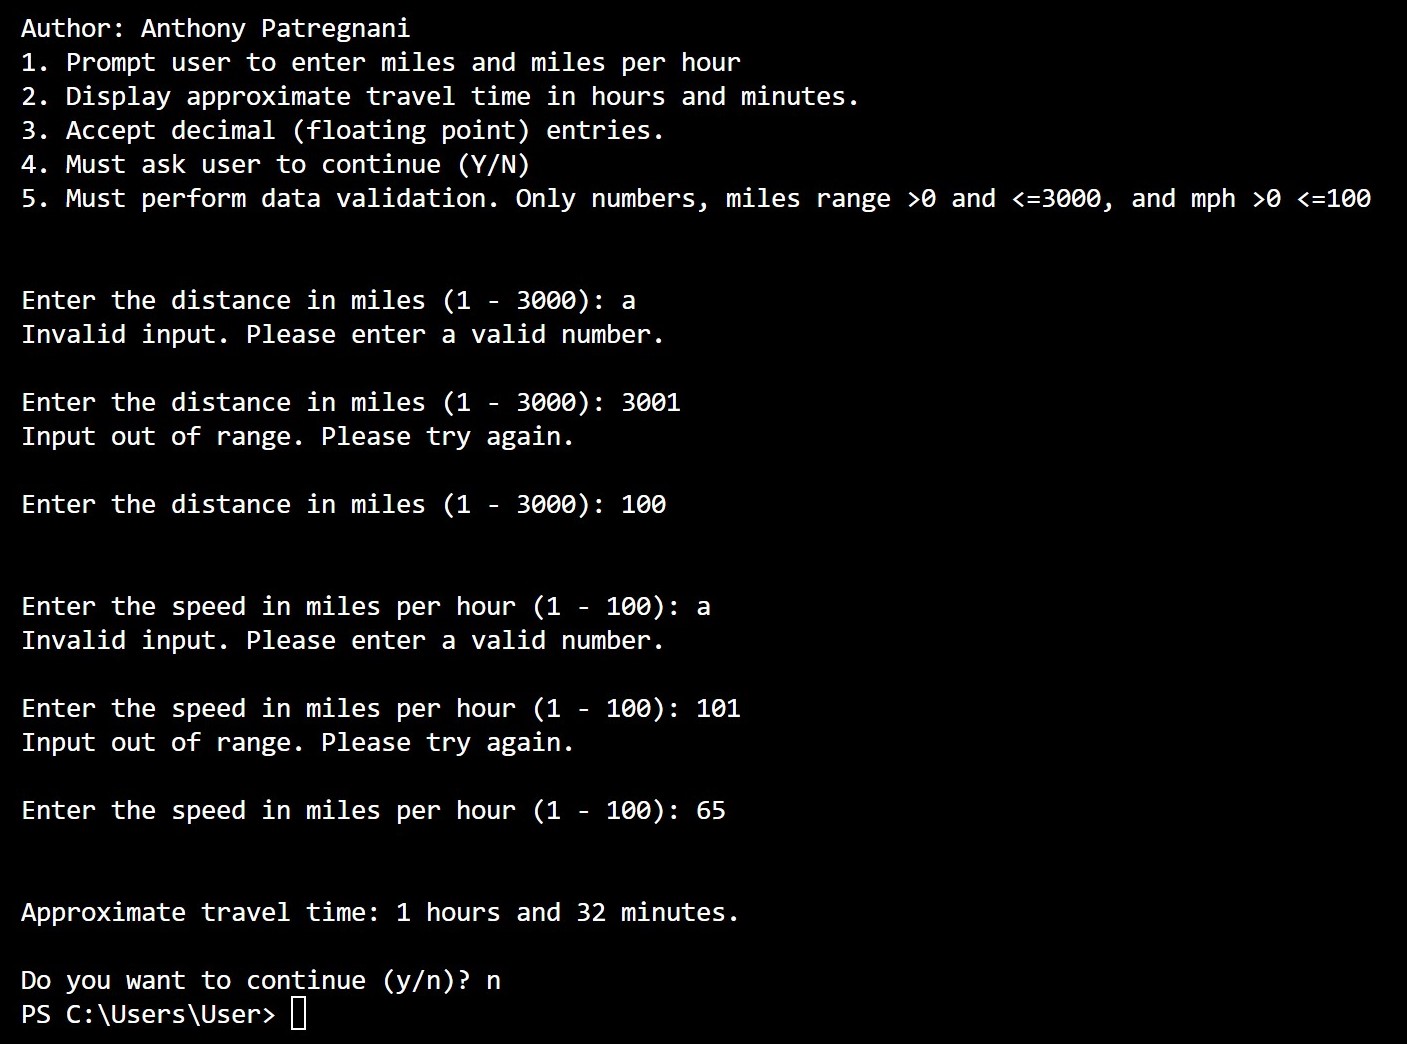 Author: Anthony Patregnani
1. Prompt user to enter miles and miles per hour
2. Display approximate travel time in hours and minutes.
3. Accept decimal (floating point) entries.
4. Must ask user to continue (Y/N)
5. Must perform data validation. Only numbers, miles range >0 and <=3000, and mph >0 <=100
Enter the distance in miles (1 - 3000): a
Invalid input. Please enter a valid number.
Enter the distance in miles (1 - 3000): 3001
Input out of range. Please try again.
Enter the distance in miles (1 - 3000): 100
Enter the speed in miles per hour (1 - 100): a
Invalid input. Please enter a valid number.
Enter the speed in miles per hour (1 - 100): 101
Input out of range. Please try again.
Enter the speed in miles per hour (1 - 100): 65
Approximate travel time: 1 hours and 32 minutes.
Do you want to continue (y/n)? n
PS C:\Users\User>